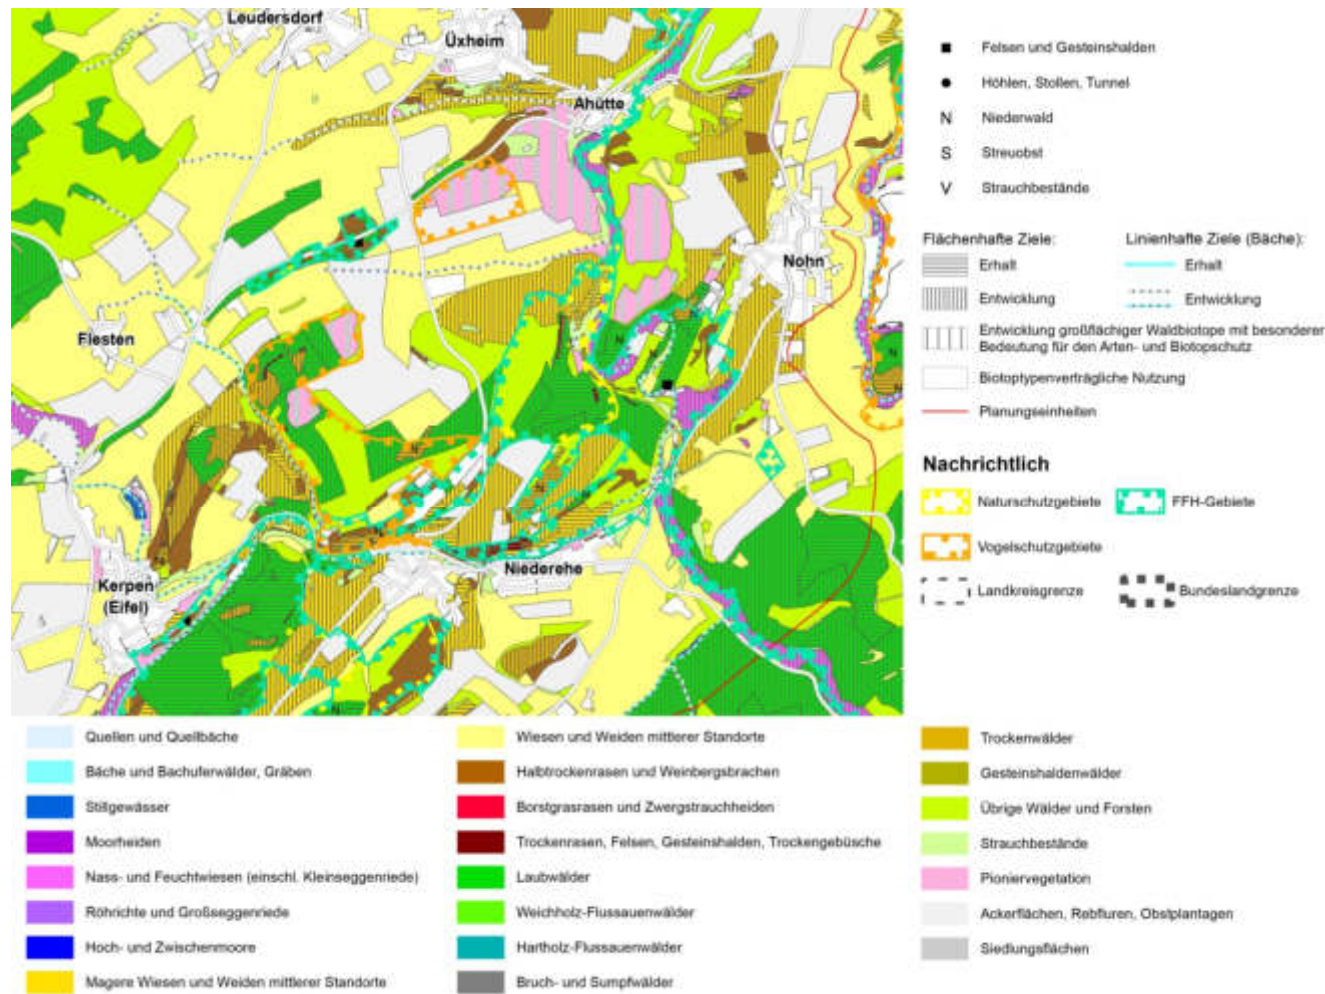 Leudersdorf
Üxheim
Ahütte
Nohn
Flesten
Kerpen
(Eifel)
Niederehe
N
N
N
N
N
N
N
Felsen und Gesteinshalden
Höhlen, Stollen, Tunnel
N Niederwald
S Streuobst
V Strauchbestände
Flächenhafte Ziele:
Erhalt
Entwicklung
Linienhafte Ziele (Bäche):
Erhalt
Entwicklung
Entwicklung großflächiger Waldbiotope mit besonderer
Bedeutung für den Arten- und Biotopschutz
Biotoptypenverträgliche Nutzung
Planungseinheiten
Nachrichtlich
Naturschutzgebiete
FFH-Gebiete
Vogelschutzgebiete
Landkreisgrenze
Bundeslandgrenze
Quellen und Quellbäche
Bäche und Bachuferwälder, Gräben
Stillgewässer
Moorheiden
Nass- und Feuchtwiesen (einschl. Kleinseggenriede)
Röhrichte und Großseggenriede
Hoch- und Zwischenmoore
Magere Wiesen und Weiden mittlerer Standorte
Wiesen und Weiden mittlerer Standorte
Halbtrockenrasen und Weinbergsbrachen
Borstgrasrasen und Zwergstrauchheiden
Trockenrasen, Felsen, Gesteinshalden, Trockengebüsche
Laubwälder
Weichholz-Flussauenwälder
Hartholz-Flussauenwälder
Bruch- und Sumpfwälder
Trockenwälder
Gesteinshaldenwälder
Übrige Wälder und Forsten
Strauchbestände
Pioniervegetation
Ackerflächen, Rebfluren, Obstplantagen
Siedlungsflächen